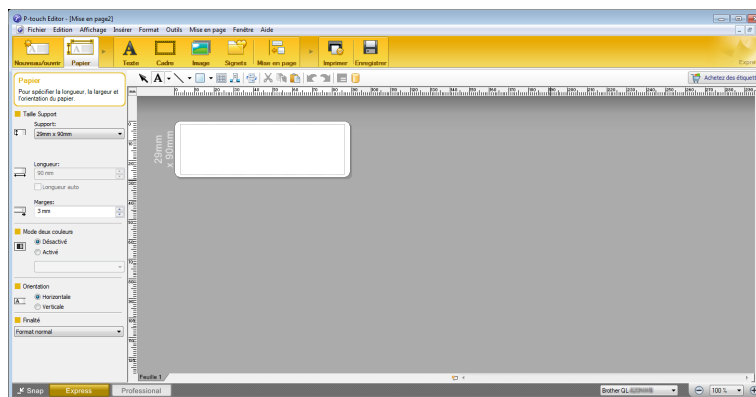 P-touch Editor - [Mise en page2]
Fichier Edition Affichage Insérer Format Outils Mise en page Fenêtre Aide
Nouveau/ouvrir Papier Texte Cadre Image Signets Mise en page Imprimer Enregistrer
Papier
Pour spécifier la longueur, la largeur et
l'orientation du papier.
Achetez des étiquett
Taille Support
Support:
29mm x 90mm
29mm
x 90mm
Longueur:
90 mm
Longueur auto
Marges:
3 mm
Mode deux couleurs
Désactivé
Activé
Orientation
Horizontale
Verticale
Finalité
Format normal
Feuille 1
Snap Express Professional
Brother QL
100 %